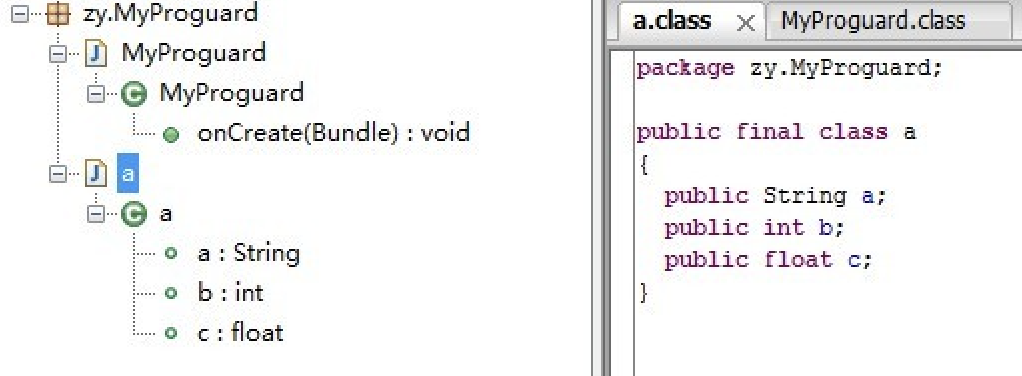 zy.MyProguard
MyProguard
MyProguard
onCreate(Bundle) : void
a
a
a : String
b : int
c : float
a.class
MyProguard.class
package zy.MyProguard;
public final class a
{
public String a;
public int b;
public float c;
}